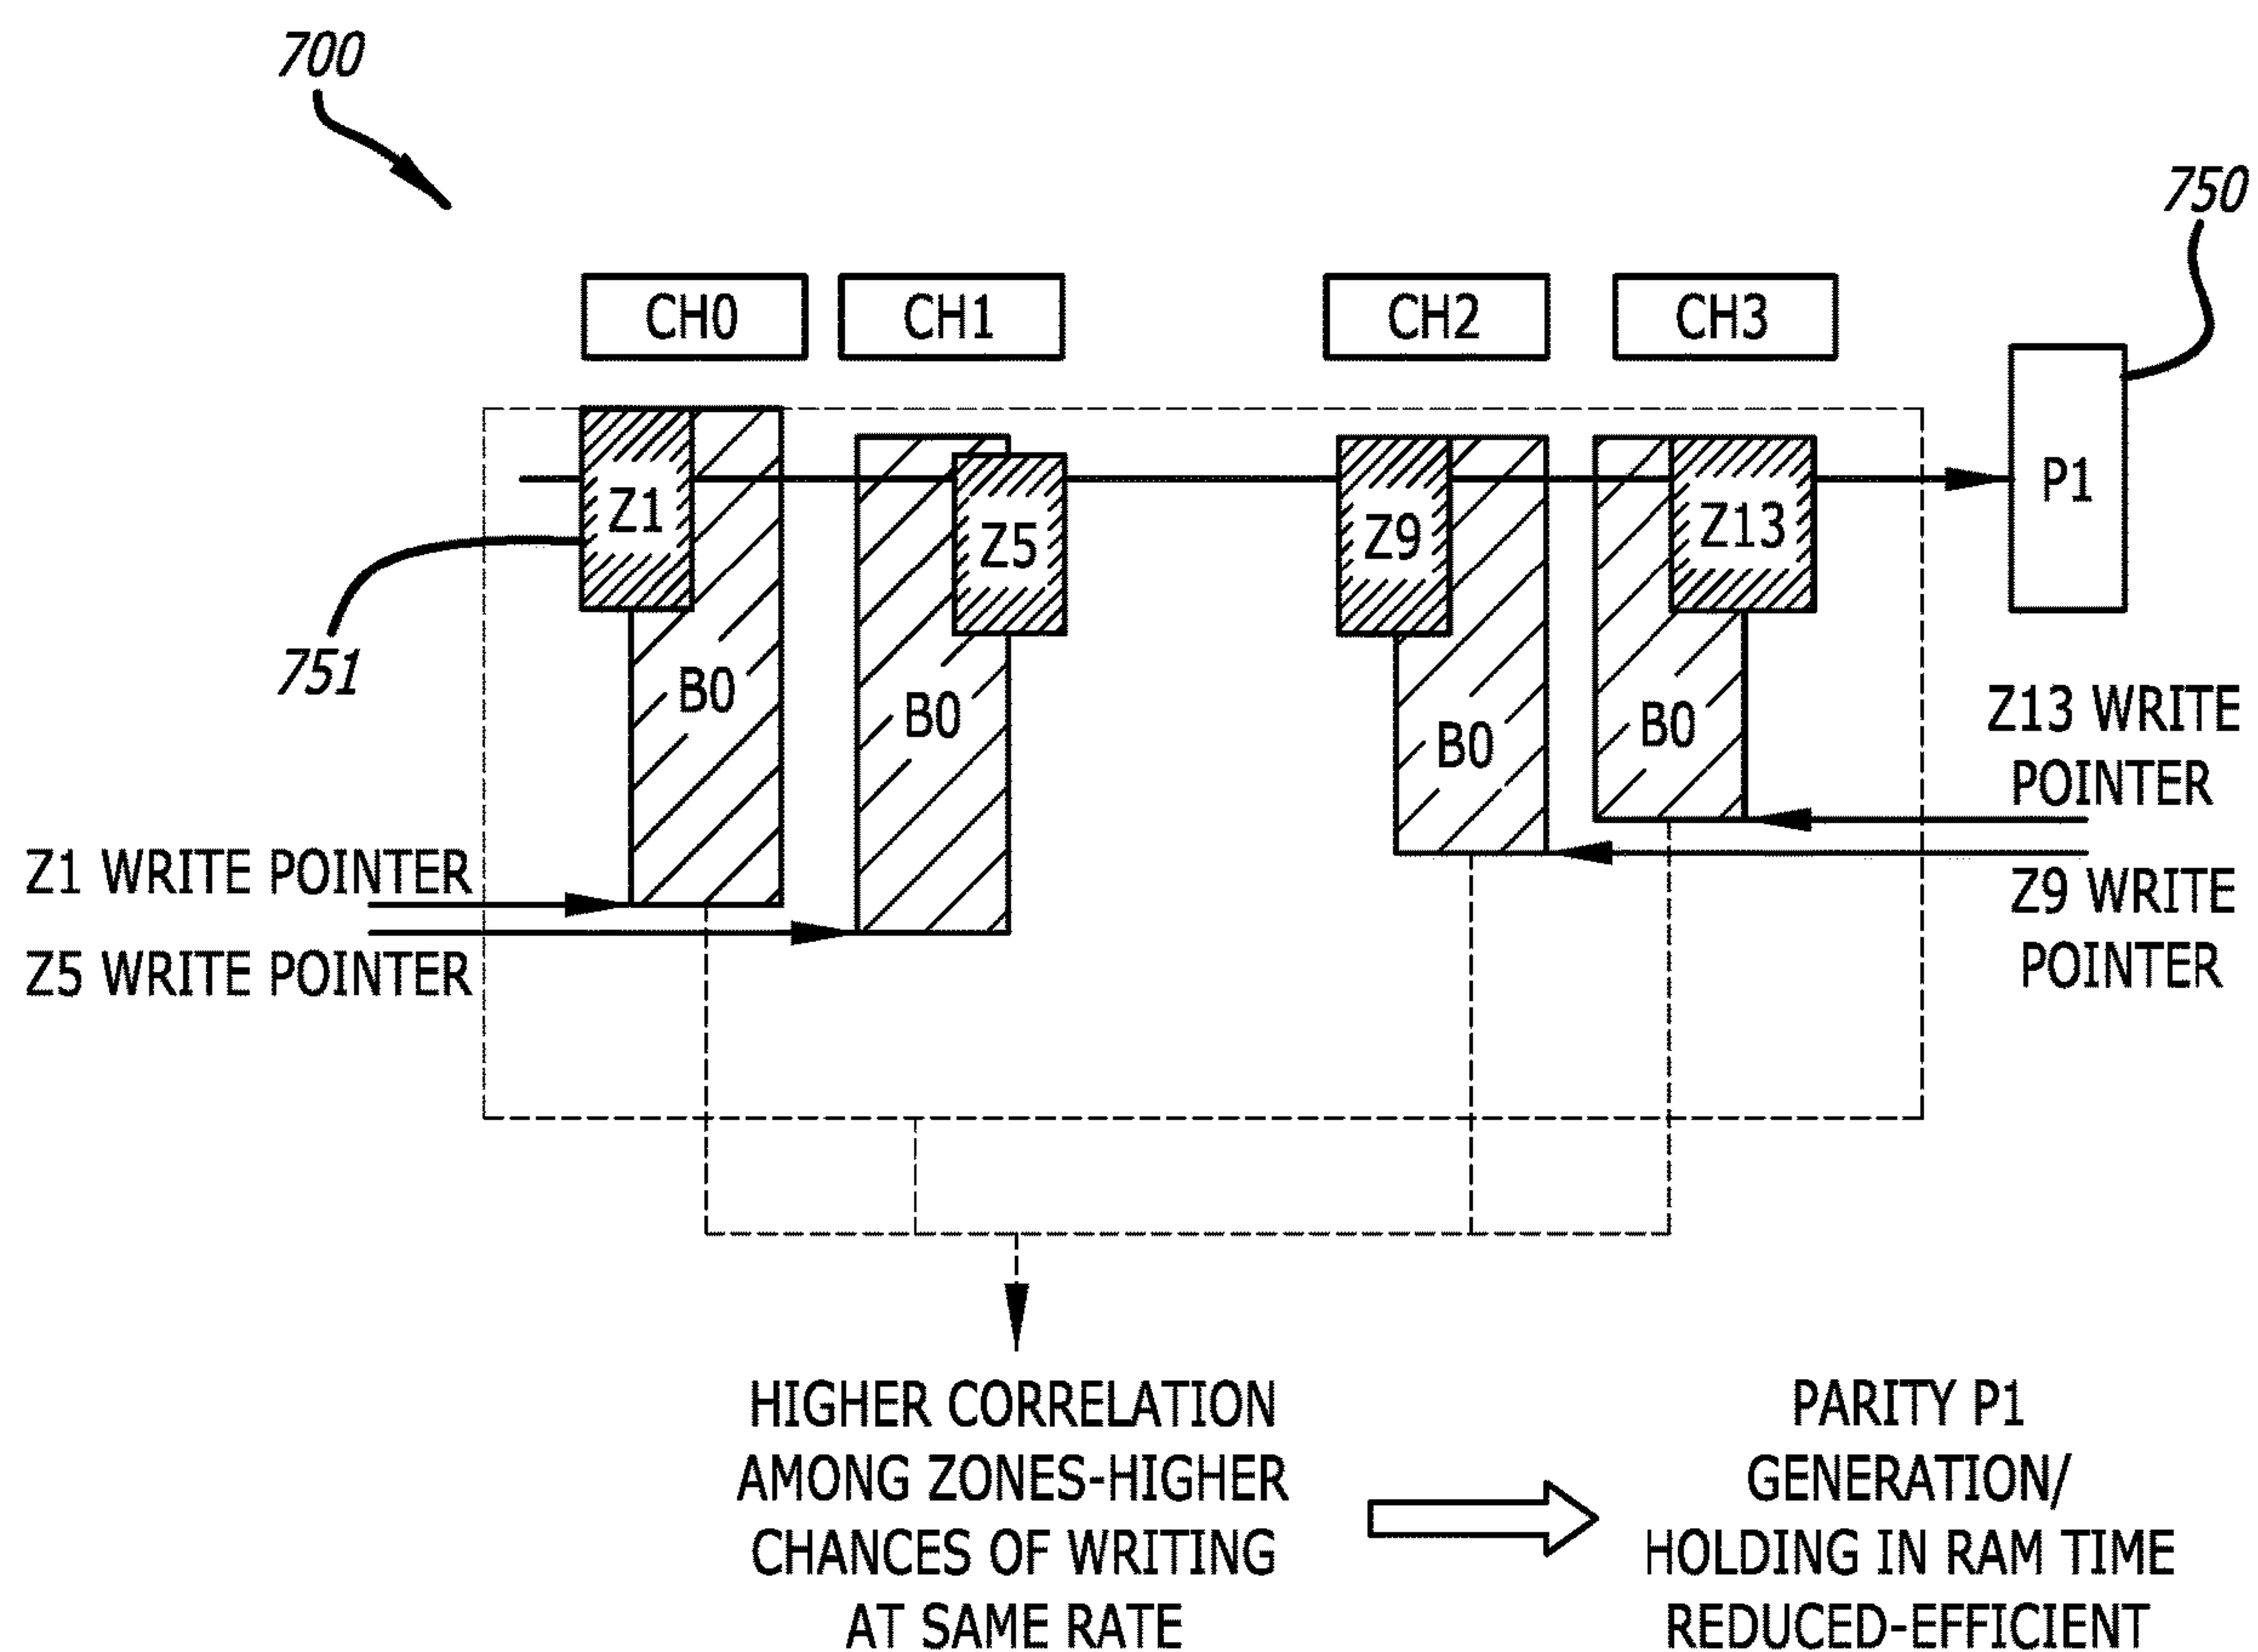 700
750
CH0
CH1
CH2
CH3
Z1
Z5
Z9
Z13
P1
751
B0
B0
B0
B0
Z13 WRITE
POINTER
Z1 WRITE POINTER
Z5 WRITE POINTER
Z9 WRITE
POINTER
HIGHER CORRELATION
AMONG ZONES-HIGHER
CHANCES OF WRITING
AT SAME RATE
PARITY P1
GENERATION/
HOLDING IN RAM TIME
REDUCED-EFFICIENT